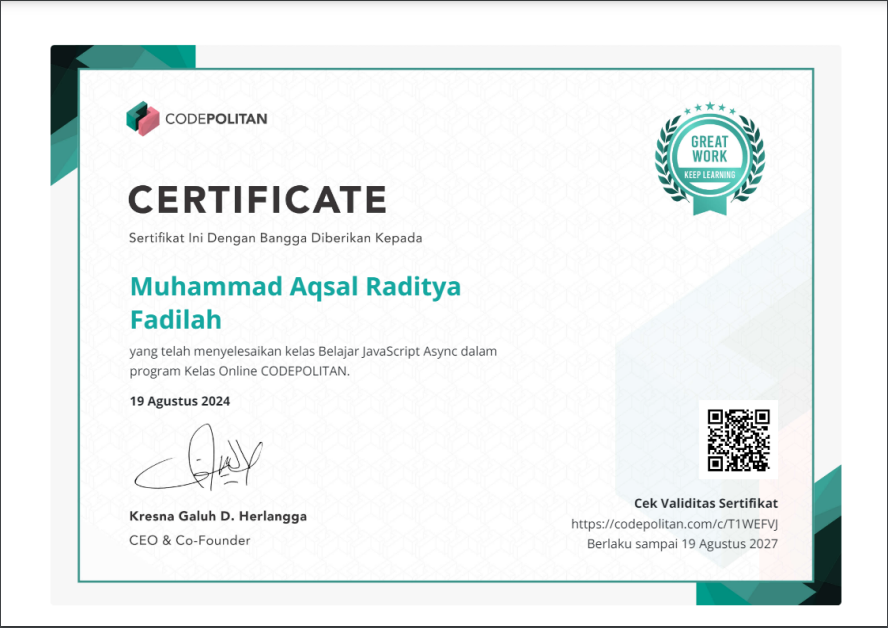 CODEPOLITAN
GREAT
WORK
KEEP LEARNING
CERTIFICATE
Sertifikat Ini Dengan Bangga Diberikan Kepada
Muhammad Aqsal Raditya
Fadilah
yang telah menyelesaikan kelas Belajar JavaScript Async dalam
program Kelas Online CODEPOLITAN.
19 Agustus 2024
Kresna Galuh D. Herlangga
CEO & Co-Founder
Cek Validitas Sertifikat
https://codepolitan.com/c/T1WEFVJ
Berlaku sampai 19 Agustus 2027